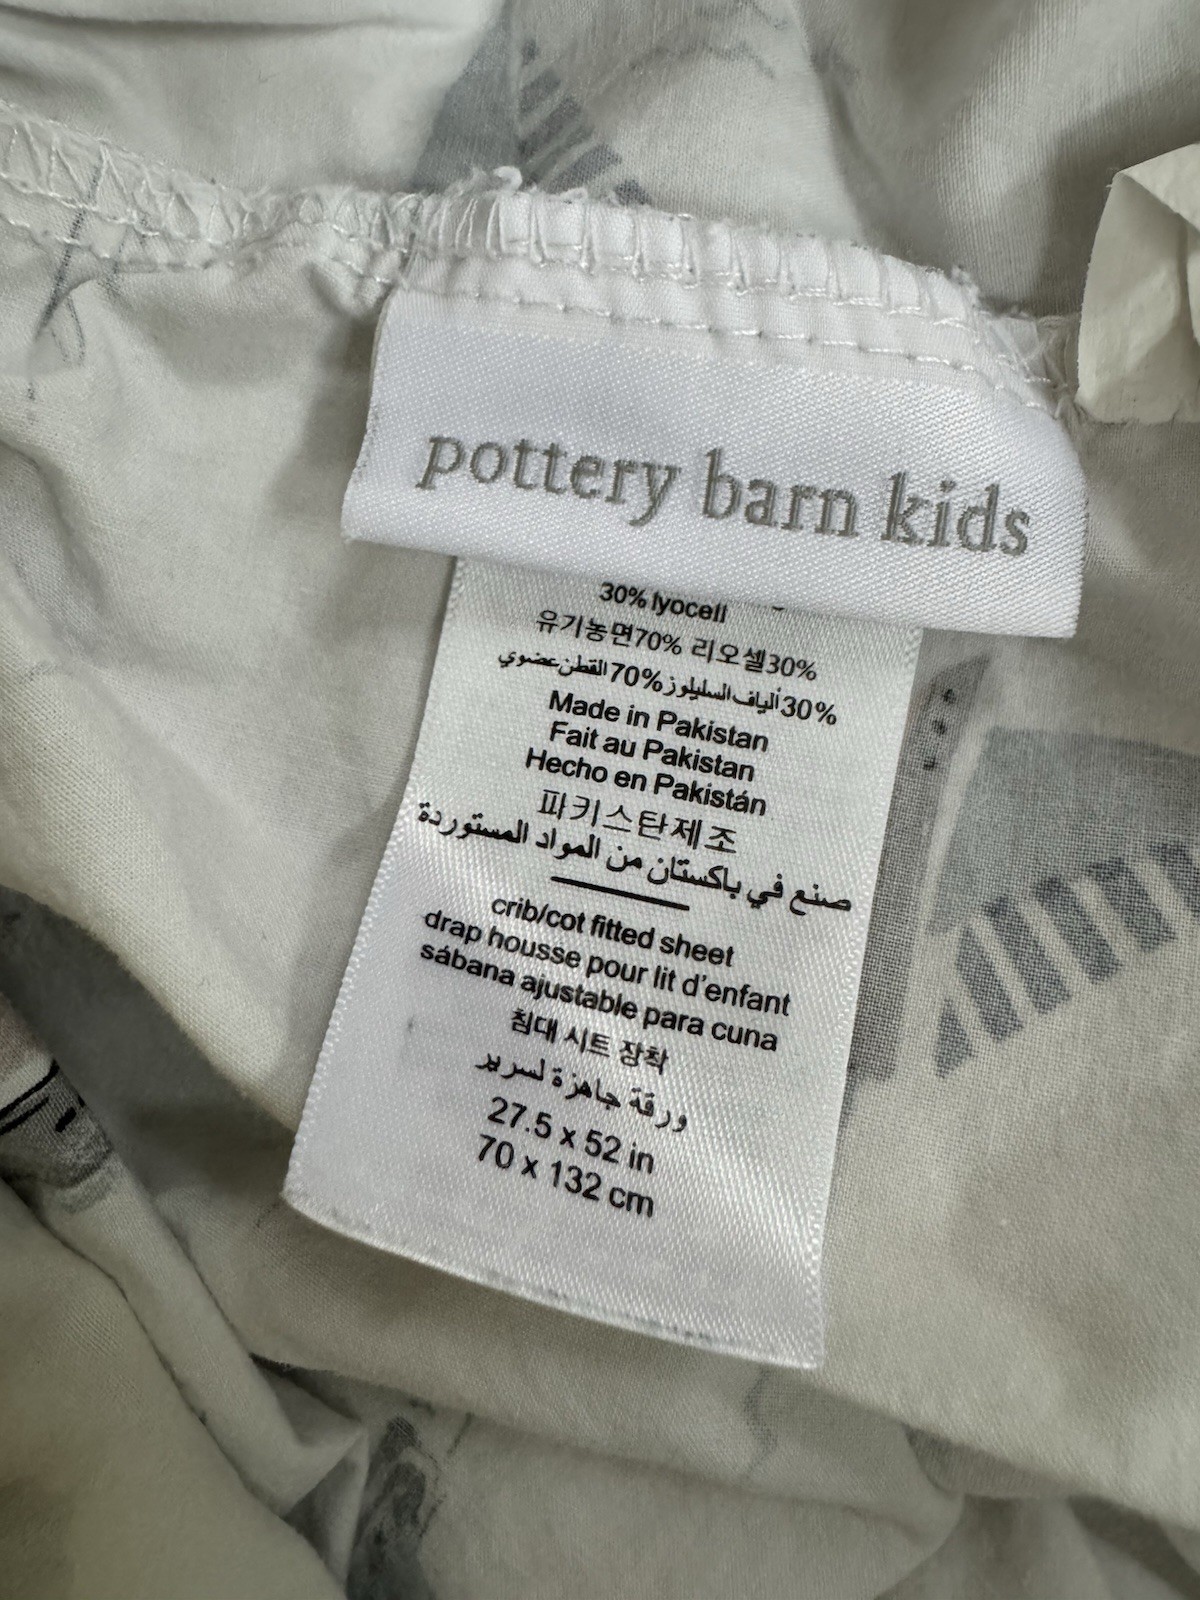 pottery barn kids
30% lyocell
유기농면70% 리오셀30%
30% ألياف السليلوز 70% القطن عضوي
Made in Pakistan
Fait au Pakistan
Hecho en Pakistán
파키스탄제조
صنع في باكستان من المواد المستوردة
crib/cot fitted sheet
drap housse pour lit d'enfant
sábana ajustable para cuna
침대 시트 장착
ورقة جاهزة لسرير
27.5 x 52 in
70 x 132 cm